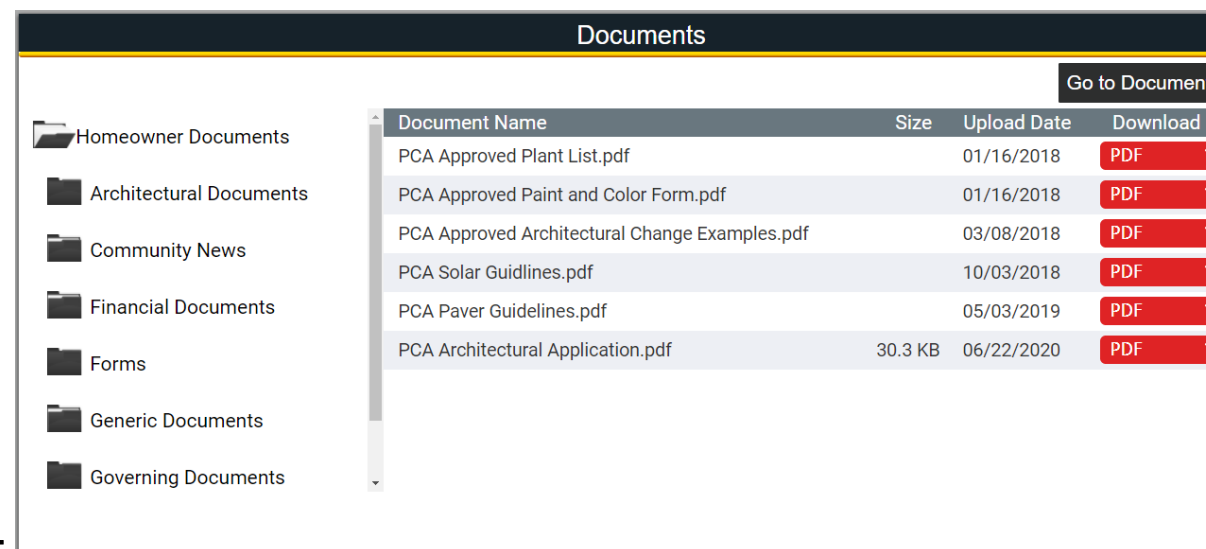 Documents
Go to Documen
Homeowner Documents
Architectural Documents
Community News
Financial Documents
Forms
Generic Documents
Governing Documents
Document Name Size Upload Date Download
PCA Approved Plant List.pdf 01/16/2018 PDF
PCA Approved Paint and Color Form.pdf 01/16/2018 PDF
PCA Approved Architectural Change Examples.pdf 03/08/2018 PDF
PCA Solar Guidlines.pdf 10/03/2018 PDF
PCA Paver Guidelines.pdf 05/03/2019 PDF
PCA Architectural Application.pdf 30.3 KB 06/22/2020 PDF